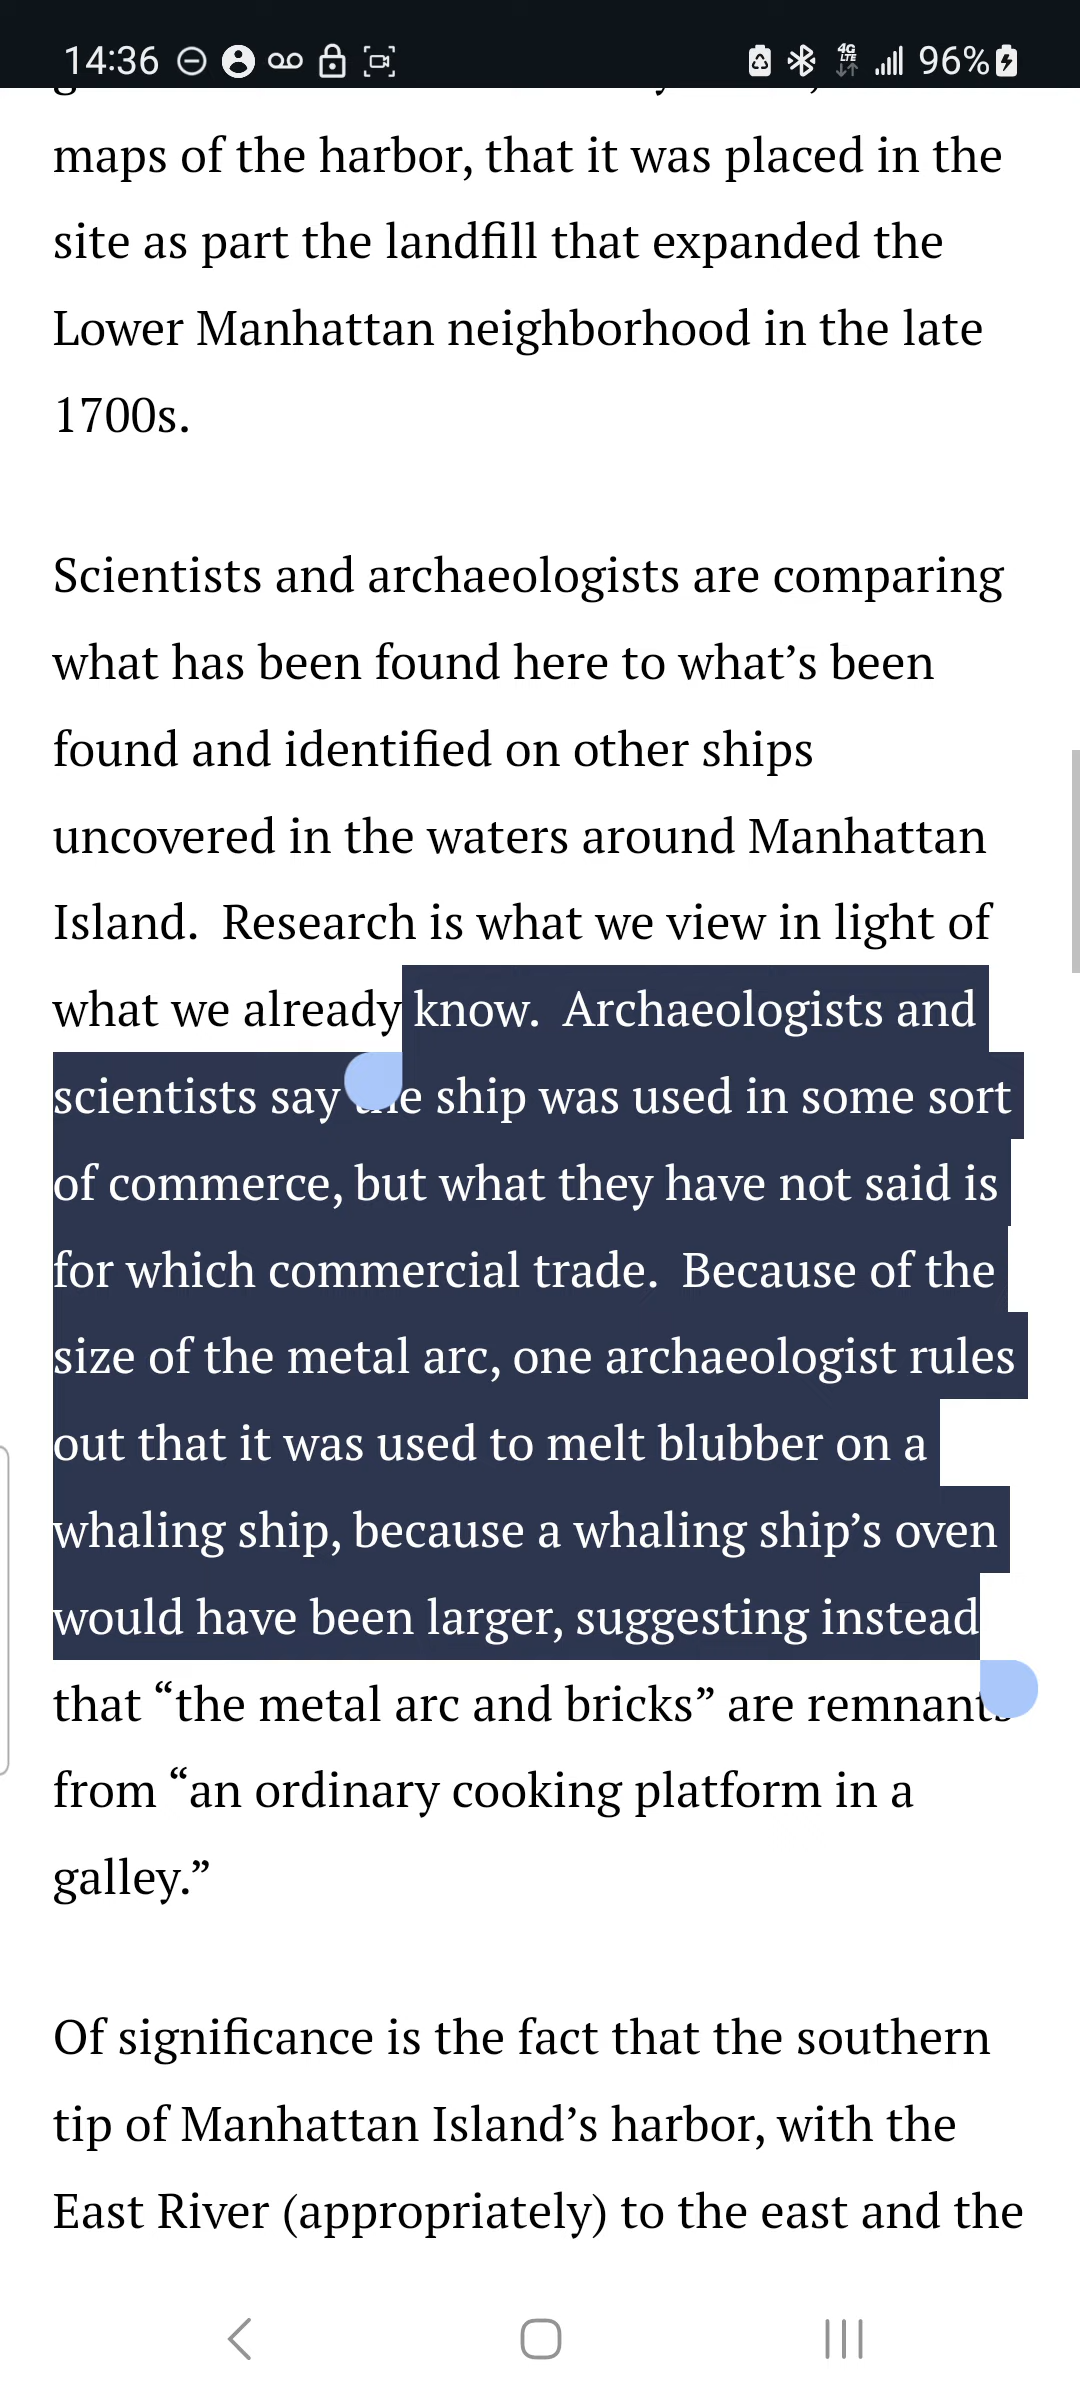 14:36
4G
LTE
96%
maps of the harbor, that it was placed in the
site as part the landfill that expanded the
Lower Manhattan neighborhood in the late
1700s.
Scientists and archaeologists are comparing
what has been found here to what’s been
found and identified on other ships
uncovered in the waters around Manhattan
Island.  Research is what we view in light of
what we already know.  Archaeologists and
scientists say the ship was used in some sort
of commerce, but what they have not said is
for which commercial trade.  Because of the
size of the metal arc, one archaeologist rules
out that it was used to melt blubber on a
whaling ship, because a whaling ship’s oven
would have been larger, suggesting instead
that “the metal arc and bricks” are remnants
from “an ordinary cooking platform in a
galley.”
Of significance is the fact that the southern
tip of Manhattan Island’s harbor, with the
East River (appropriately) to the east and the